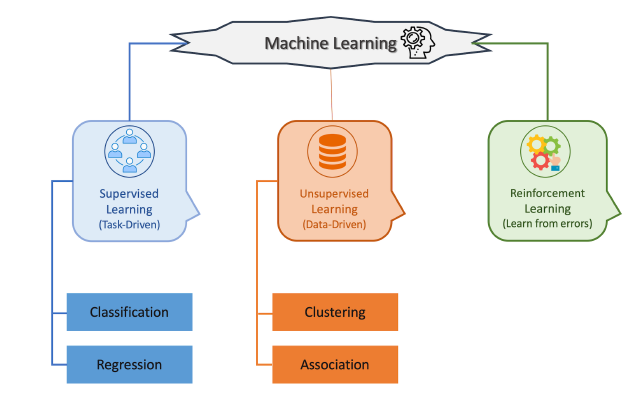 Machine Learning
Supervised
Learning
(Task-Driven)
Unsupervised
Learning
(Data-Driven)
Reinforcement
Learning
(Learn from errors)
Classification
Clustering
Regression
Association